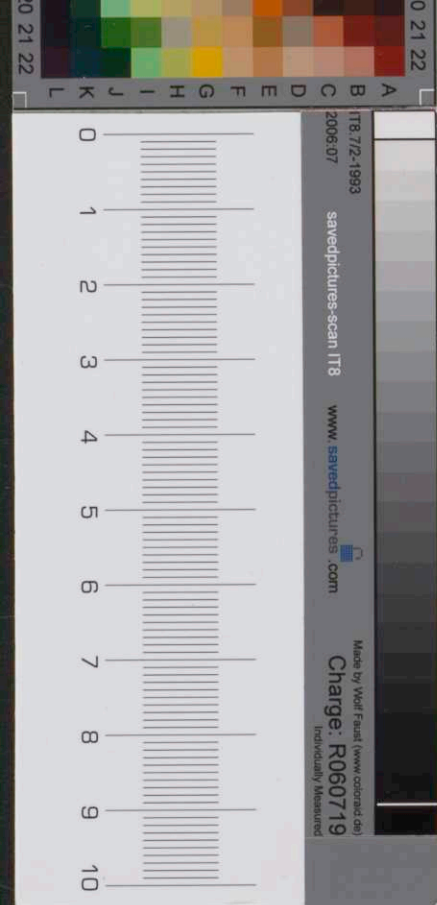 20 21 22
L K J I H G F E D C B A
20 21 22
IT8.7/2-1993
2006:07
savedpictures-scan IT8
www.savedpictures.com
Made by Wolf Faust (www.coloraid.de)
Charge: R060719
Individually Measured
0 1 2 3 4 5 6 7 8 9 10